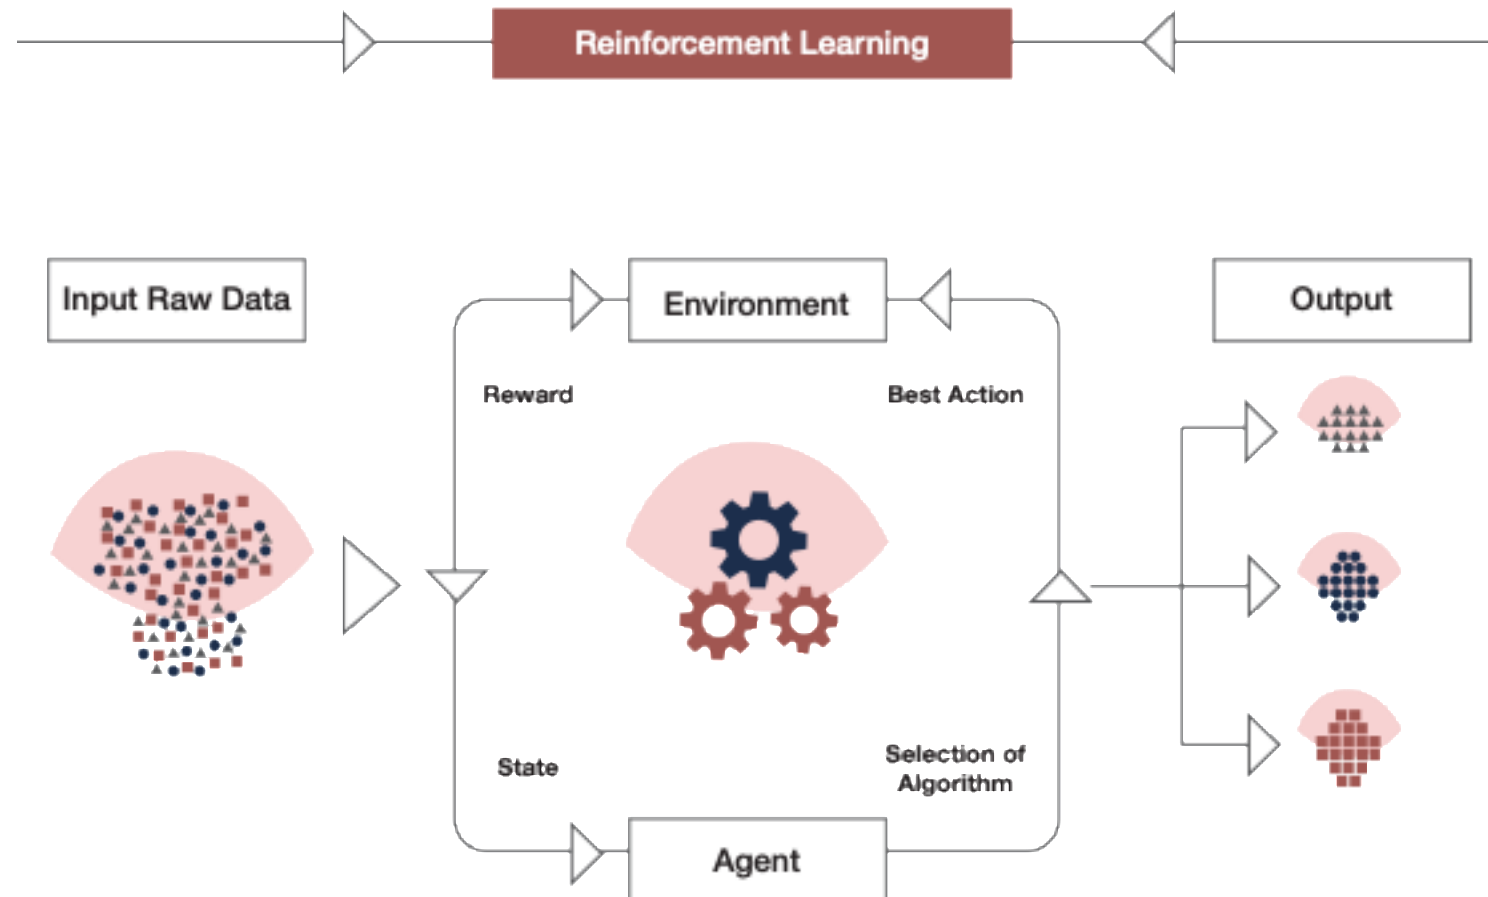 Reinforcement Learning
Input Raw Data
Environment
Output
Reward
Best Action
State
Selection of
Algorithm
Agent